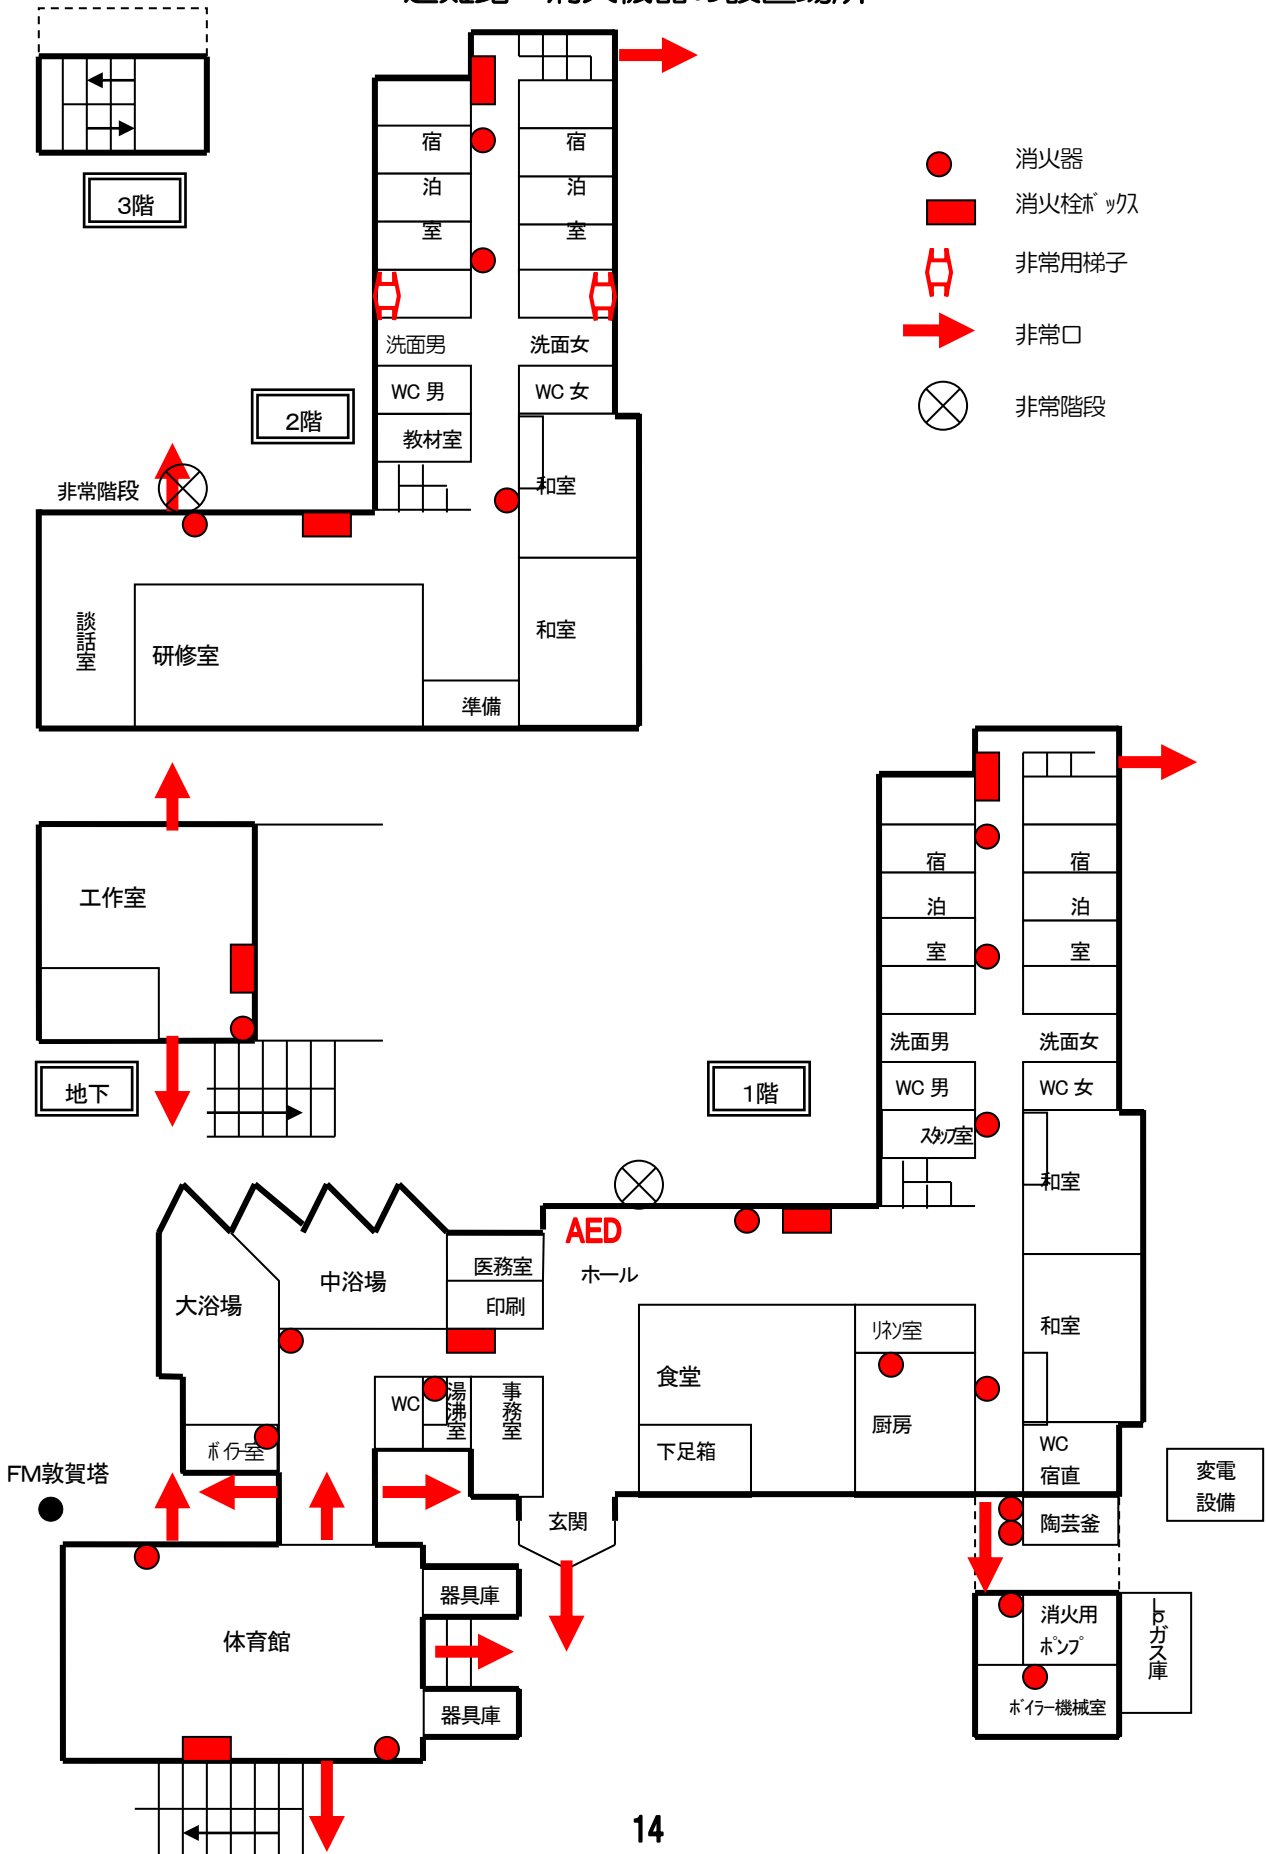 3階
消火器
消火栓ボックス
非常用梯子
非常口
非常階段
宿
泊
室
宿
泊
室
洗面男
洗面女
WC 男
WC 女
教材室
2階
和室
非常階段
談話室
研修室
和室
準備
工作室
地下
宿
泊
室
宿
泊
室
洗面男
洗面女
WC 男
WC 女
スタッフ室
1階
和室
AED
ホール
医務室
印刷
中浴場
大浴場
リネン室
和室
食堂
厨房
下足箱
WC
湯沸室
事務室
ボイラー室
WC
宿直
変電
設備
FM敦賀塔
玄関
陶芸釜
器具庫
体育館
器具庫
消火用
ポンプ
Lpガス庫
ボイラー機械室
14